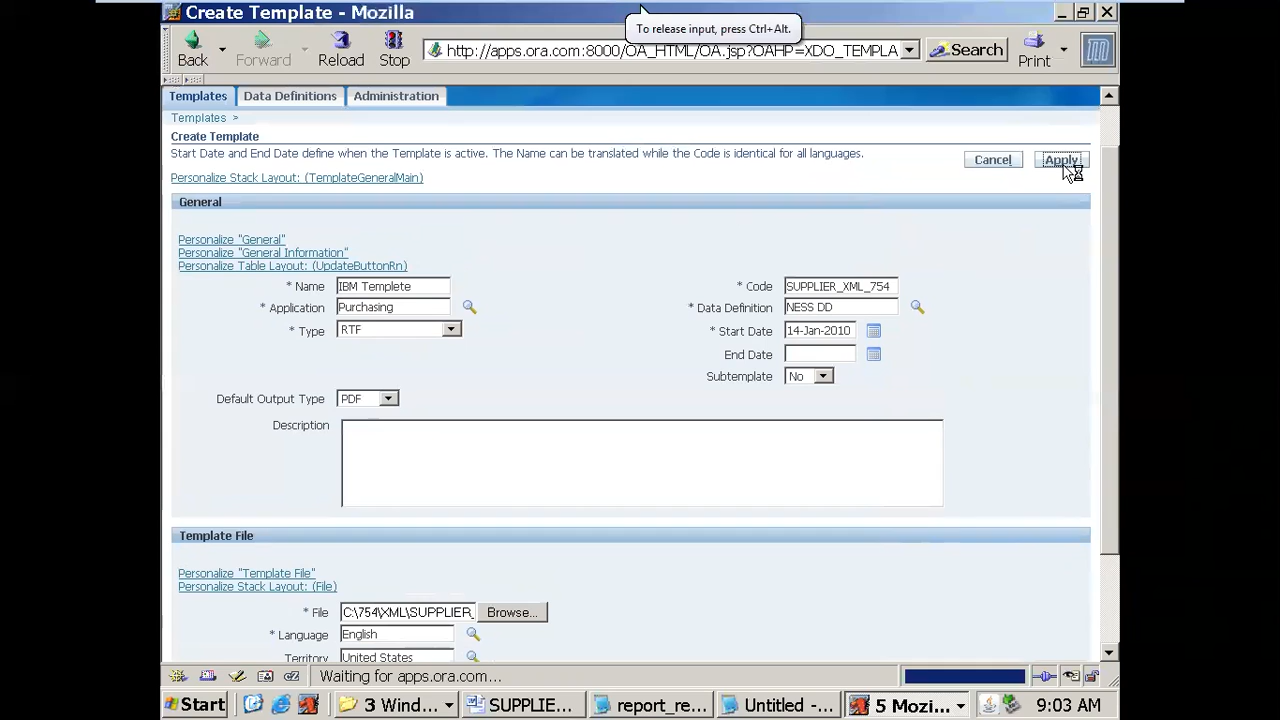 Create Template - Mozilla
To release input, press Ctrl+Alt.
Back
Forward
Reload
Stop
http://apps.ora.com:8000/OA_HTML/OA.jsp?OAHP=XDO_TEMPLA
Search
Print
Templates
Data Definitions
Administration
Templates >
Create Template
Start Date and End Date define when the Template is active. The Name can be translated while the Code is identical for all languages.
Cancel
Apply
Personalize Stack Layout: (TemplateGeneralMain)
General
Personalize "General"
Personalize "General Information"
Personalize Table Layout: (UpdateButtonRn)
* Name IBM Templete
* Code SUPPLIER_XML_754
* Application Purchasing
* Data Definition NESS DD
* Type RTF
* Start Date 14-Jan-2010
End Date
Subtemplate No
Default Output Type PDF
Description
Template File
Personalize "Template File"
Personalize Stack Layout: (File)
* File C:\754\XML\SUPPLIER_ Browse...
* Language English
Territory United States
Waiting for apps.ora.com...
Start
3 Wind...
SUPPLIE...
report_re...
Untitled - ...
5 Mozi...
9:03 AM